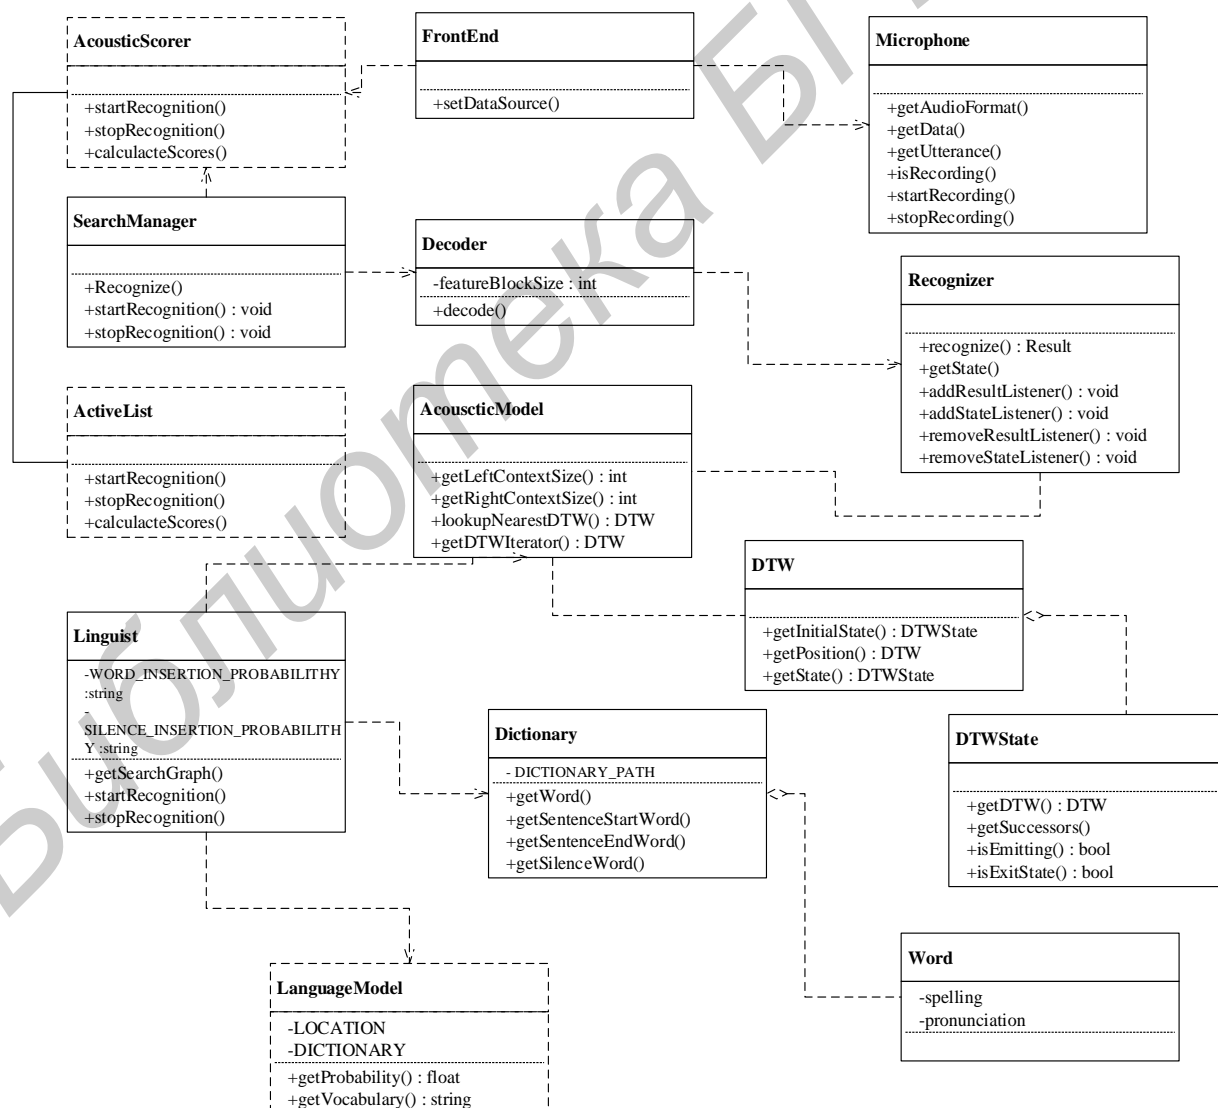 AcousticScorer
+startRecognition()
+stopRecognition()
+calculacteScores()
FrontEnd
+setDataSource()
Microphone
+getAudioFormat()
+getData()
+getUtterance()
+isRecording()
+startRecording()
+stopRecording()
SearchManager
+Recognize()
+startRecognition() : void
+stopRecognition() : void
Decoder
-featureBlockSize : int
+decode()
Recognizer
+recognize() : Result
+getState()
+addResultListener() : void
+addStateListener() : void
+removeResultListener() : void
+removeStateListener() : void
ActiveList
+startRecognition()
+stopRecognition()
+calculacteScores()
AcouscticModel
+getLeftContextSize() : int
+getRightContextSize() : int
+lookupNearestDTW() : DTW
+getDTWIterator() : DTW
DTW
+getInitialState() : DTWState
+getPosition() : DTW
+getState() : DTWState
Linguist
-WORD_INSERTION_PROBABILITHY
:string
-
SILENCE_INSERTION_PROBABILITH
Y :string
+getSearchGraph()
+startRecognition()
+stopRecognition()
Dictionary
- DICTIONARY_PATH
+getWord()
+getSentenceStartWord()
+getSentenceEndWord()
+getSilenceWord()
DTWState
+getDTW() : DTW
+getSuccessors()
+isEmitting() : bool
+isExitState() : bool
LanguageModel
-LOCATION
-DICTIONARY
+getProbability() : float
+getVocabulary() : string
Word
-spelling
-pronunciation
Библиотека